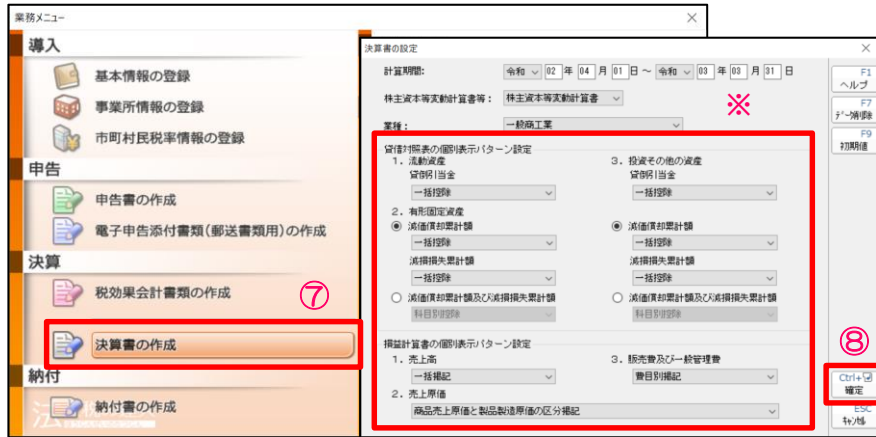 業務メニュー
導入
基本情報の登録
事業所情報の登録
市町村民税率情報の登録
申告
申告書の作成
電子申告添付書類(郵送書類用)の作成
決算
税効果会計書類の作成
⑦
決算書の作成
納付
納付書の作成
決算書の設定
計算期間: 令和 02 年 04 月 01 日 ～ 令和 03 年 03 月 31 日
株主資本等変動計算書等: 株主資本等変動計算書
※
業種: 一般商工業
貸借対照表の個別表示パターン設定
1. 流動資産
貸倒引当金
一括控除
2. 有形固定資産
減価償却累計額
一括控除
減損損失累計額
一括控除
減価償却累計額及び減損損失累計額
科目別控除
3. 投資その他の資産
貸倒引当金
一括控除
減価償却累計額
一括控除
減損損失累計額
一括控除
減価償却累計額及び減損損失累計額
科目別控除
損益計算書の個別表示パターン設定
1. 売上高
一括掲記
2. 売上原価
商品売上原価と製品製造原価の区分掲記
3. 販売費及び一般管理費
費目別掲記
F1
ヘルプ
F7
データ消去
F9
初期値
⑧
Ctrl+
確定
ESC
キャンセル